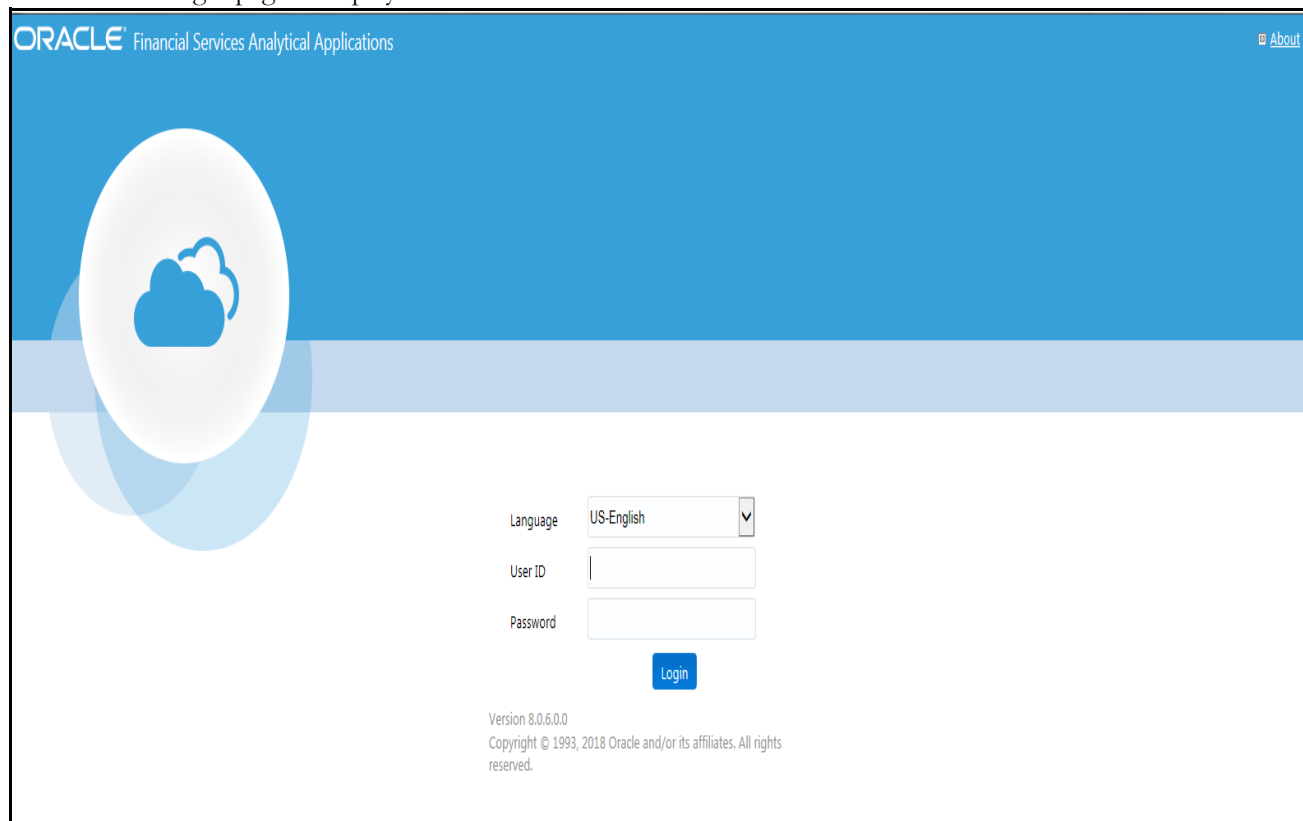 ORACLE® Financial Services Analytical Applications
About
Language US-English
User ID
Password
Login
Version 8.0.6.0.0
Copyright © 1993, 2018 Oracle and/or its affiliates. All rights
reserved.